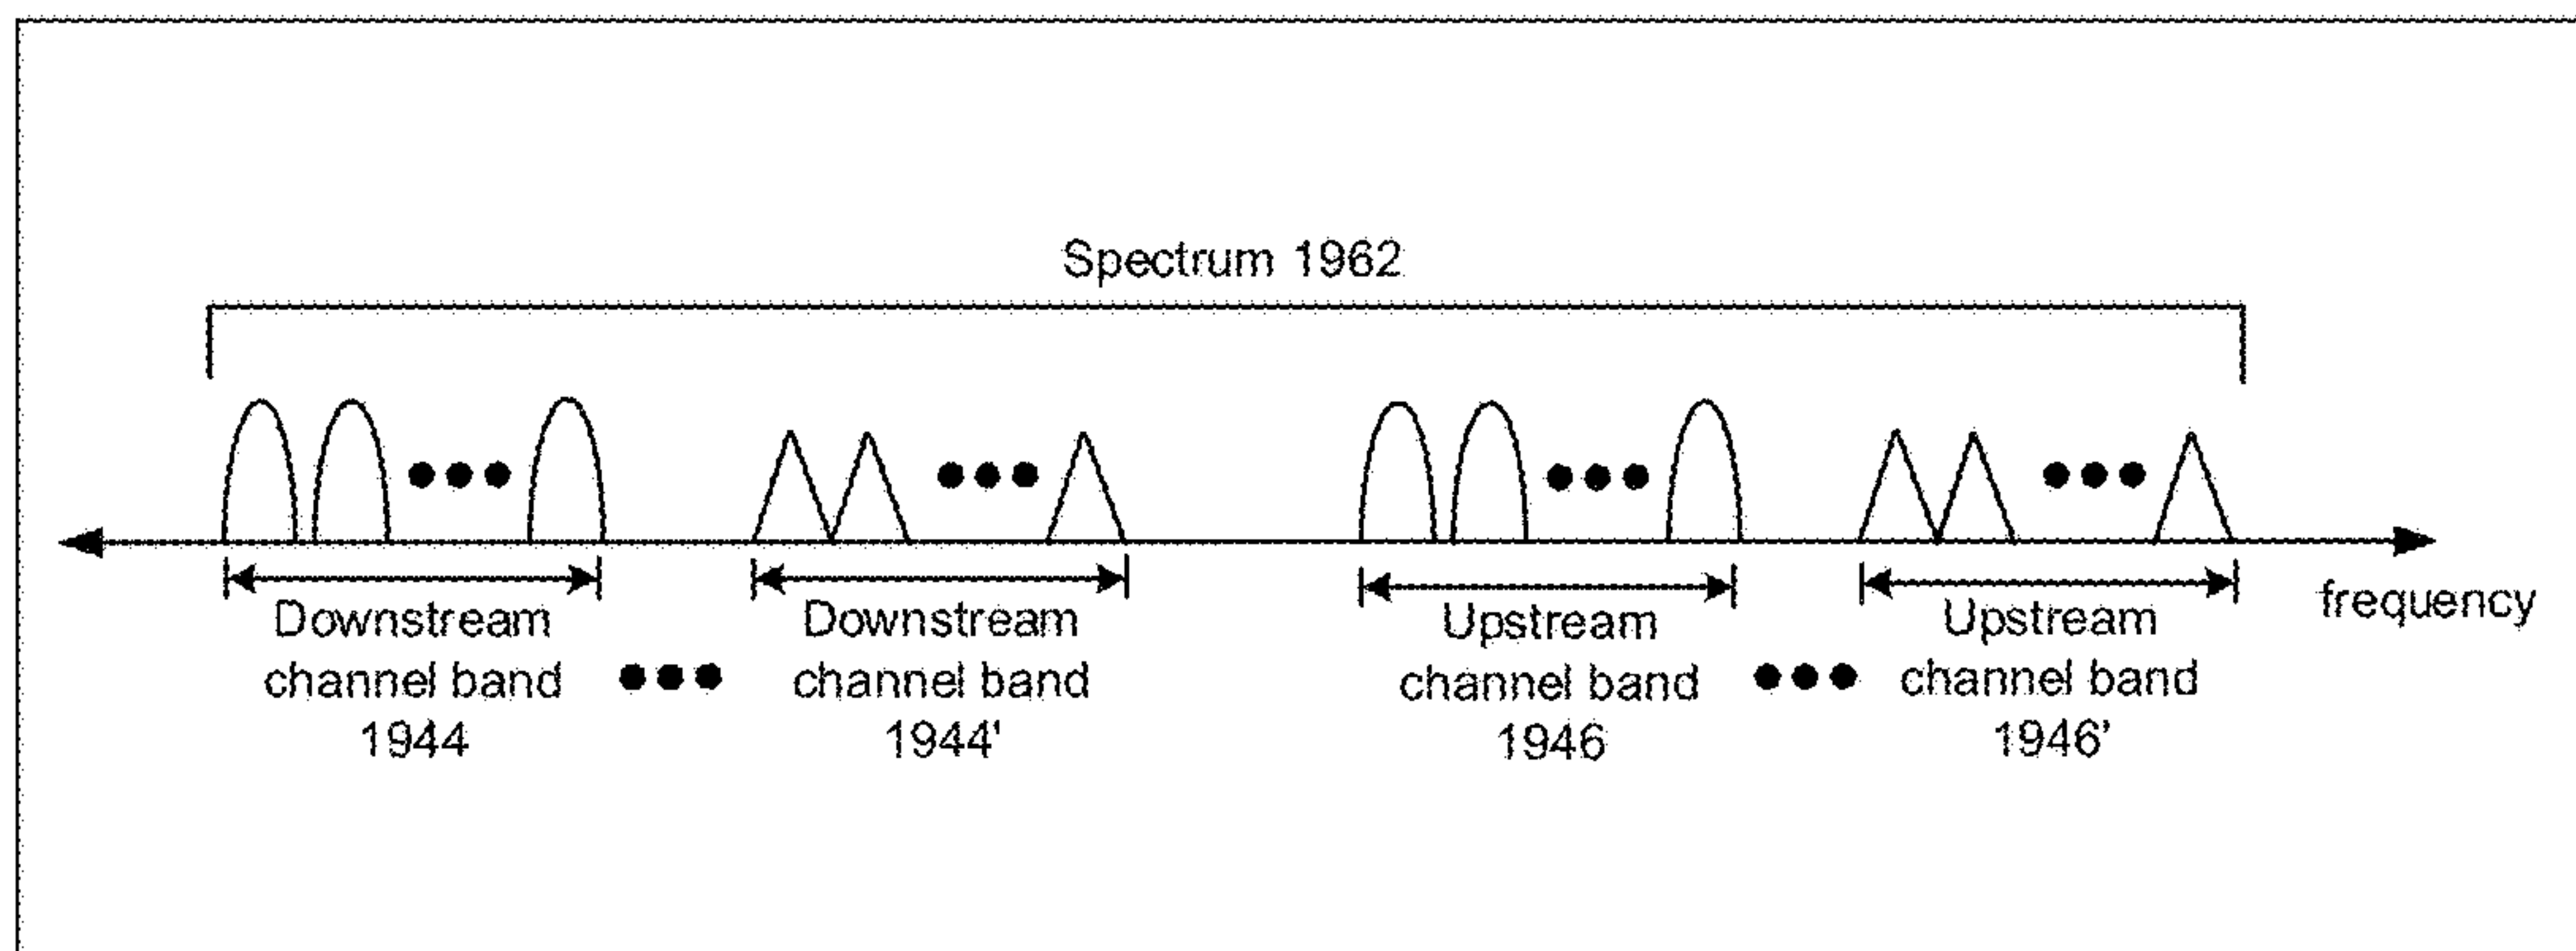 Spectrum 1962
Downstream
channel band
1944
Downstream
channel band
1944'
Upstream
channel band
1946
Upstream
channel band
1946'
frequency